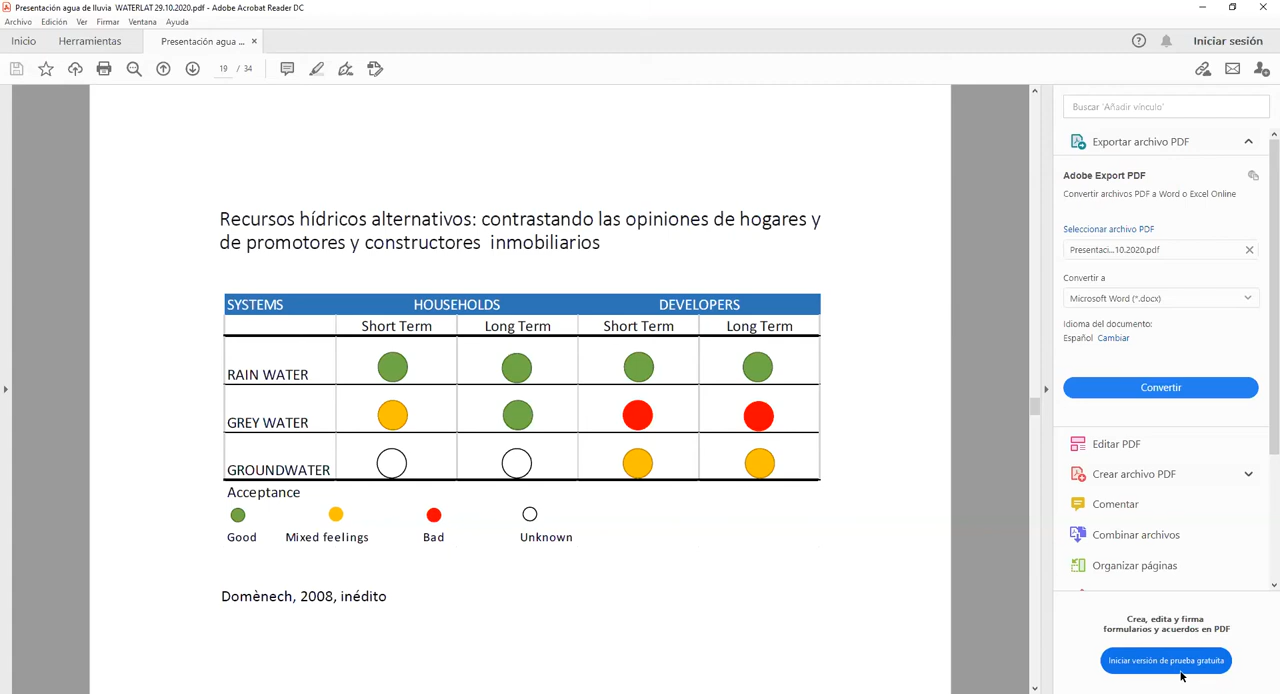 Presentación agua de lluvia  WATERLAT 29.10.2020.pdf - Adobe Acrobat Reader DC
Archivo Edición Ver Firmar Ventana Ayuda
Inicio Herramientas Presentación agua ... × Iniciar sesión
19 / 34
Buscar 'Añadir vínculo'
Exportar archivo PDF
Adobe Export PDF
Convertir archivos PDF a Word o Excel Online
Seleccionar archivo PDF
Presentaci...10.2020.pdf
Convertir a
Microsoft Word (*.docx)
Idioma del documento:
Español Cambiar
Convertir
Editar PDF
Crear archivo PDF
Comentar
Combinar archivos
Organizar páginas
Crea, edita y firma
formularios y acuerdos en PDF
Iniciar versión de prueba gratuita
Recursos hídricos alternativos: contrastando las opiniones de hogares y
de promotores y constructores  inmobiliarios
SYSTEMS HOUSEHOLDS DEVELOPERS
Short Term Long Term Short Term Long Term
RAIN WATER
GREY WATER
GROUNDWATER
Acceptance
Good Mixed feelings Bad Unknown
Domènech, 2008, inédito